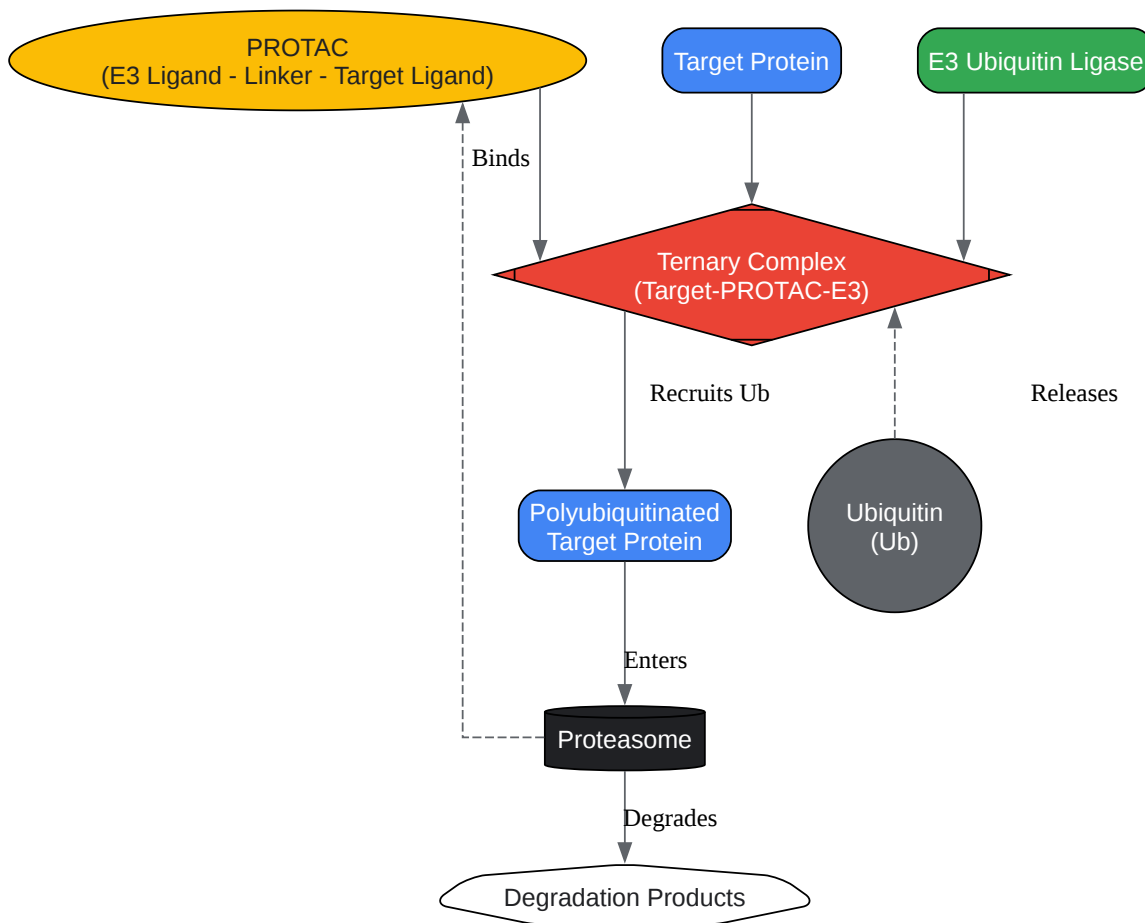 PROTAC
(E3 Ligand - Linker - Target Ligand)
Target Protein
E3 Ubiquitin Ligase
Binds
Ternary Complex
(Target-PROTAC-E3)
Recruits Ub
Releases
Polyubiquitinated
Target Protein
Ubiquitin
(Ub)
Enters
Proteasome
Degrades
Degradation Products